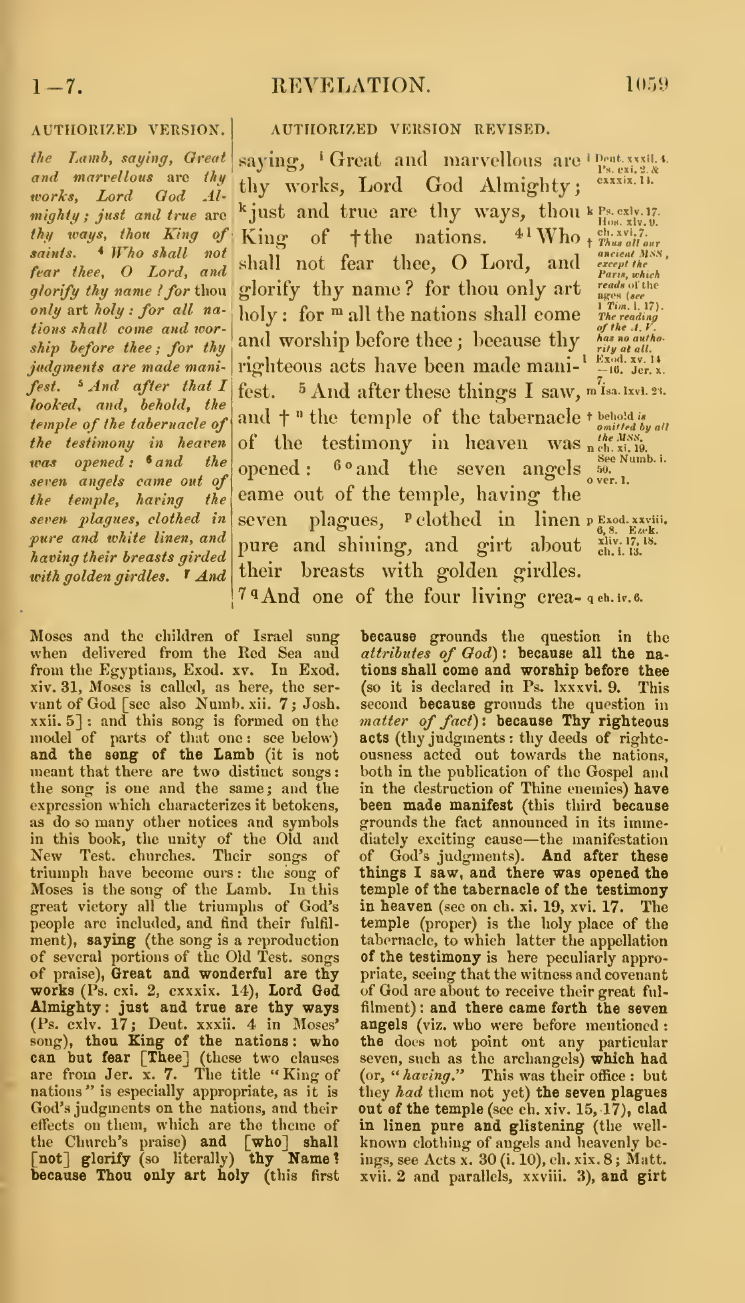 1—7.
REVELATION.
1059
AUTHORIZED VERSION.
the Lamb, saying, Great
and marvellous are thy
works, Lord God Al-
mighty; just and true are
thy ways, thou King of
saints. 4 Who shall not
fear thee, O Lord, and
glorify thy name? for thou
only art holy: for all na-
tions shall come and wor-
ship before thee; for thy
judgments are made mani-
fest. 5 And after that I
looked, and, behold, the
temple of the tabernacle of
the testimony in heaven
was opened: 6 and the
seven angels came out of
the temple, having the
seven plagues, clothed in
pure and white linen, and
having their breasts girded
with golden girdles. 7 And
AUTHORIZED VERSION REVISED.
saying, i Great and marvellous are
thy works, Lord God Almighty;
k just and true are thy ways, thou
King of † the nations. 4 l Who
shall not fear thee, O Lord, and
glorify thy name? for thou only art
holy: for m all the nations shall come
and worship before thee; because thy
righteous acts have been made mani-
fest. 5 And after these things I saw,
and † n the temple of the tabernacle
of the testimony in heaven was
opened: 6 o and the seven angels
came out of the temple, having the
seven plagues, p clothed in linen
pure and shining, and girt about
their breasts with golden girdles.
7 q And one of the four living crea-
i Deut. xxxii. 4.
Ps. cxi. 2. &
cxxxix. 14.
k Ps. cxlv. 17.
Hos. xiv. 9.
ch. xvi. 7.
† Thus all our
ancient MSS.,
except the
Paris, which
reads of the
ages (see
1 Tim. i. 17).
The reading
of the A. V.
has no autho-
rity at all.
l Exod. xv. 14
—16. Jer. x.
7.
m Isa. lxvi. 23.
† behold is
omitted by all
the MSS.
n ch. xi. 19.
See Numb. i.
50.
o ver. 1.
p Exod. xxviii.
6, 8. Ezek.
xliv. 17, 18.
ch. i. 13.
q ch. iv. 6.
Moses and the children of Israel sung
when delivered from the Red Sea and
from the Egyptians, Exod. xv. In Exod.
xiv. 31, Moses is called, as here, the ser-
vant of God [see also Numb. xii. 7; Josh.
xxii. 5]: and this song is formed on the
model of parts of that one: see below)
and the song of the Lamb (it is not
meant that there are two distinct songs:
the song is one and the same; and the
expression which characterizes it betokens,
as do so many other notices and symbols
in this book, the unity of the Old and
New Test. churches. Their songs of
triumph have become ours: the song of
Moses is the song of the Lamb. In this
great victory all the triumphs of God's
people are included, and find their fulfil-
ment), saying (the song is a reproduction
of several portions of the Old Test. songs
of praise), Great and wonderful are thy
works (Ps. cxi. 2, cxxxix. 14), Lord God
Almighty: just and true are thy ways
(Ps. cxlv. 17; Deut. xxxii. 4 in Moses'
song), thou King of the nations: who
can but fear [Thee] (these two clauses
are from Jer. x. 7. The title "King of
nations" is especially appropriate, as it is
God's judgments on the nations, and their
effects on them, which are the theme of
the Church's praise) and [who] shall
[not] glorify (so literally) thy Name?
because Thou only art holy (this first
because grounds the question in the
attributes of God): because all the na-
tions shall come and worship before thee
(so it is declared in Ps. lxxxvi. 9. This
second because grounds the question in
matter of fact): because Thy righteous
acts (thy judgments: thy deeds of righte-
ousness acted out towards the nations,
both in the publication of the Gospel and
in the destruction of Thine enemies) have
been made manifest (this third because
grounds the fact announced in its imme-
diately exciting cause—the manifestation
of God's judgments). And after these
things I saw, and there was opened the
temple of the tabernacle of the testimony
in heaven (see on ch. xi. 19, xvi. 17. The
temple (proper) is the holy place of the
tabernacle, to which latter the appellation
of the testimony is here peculiarly appro-
priate, seeing that the witness and covenant
of God are about to receive their great ful-
filment): and there came forth the seven
angels (viz. who were before mentioned:
the does not point out any particular
seven, such as the archangels) which had
(or, "having." This was their office: but
they had them not yet) the seven plagues
out of the temple (see ch. xiv. 15, 17), clad
in linen pure and glistening (the well-
known clothing of angels and heavenly be-
ings, see Acts x. 30 (i. 10), ch. xix. 8; Matt.
xvii. 2 and parallels, xxviii. 3), and girt